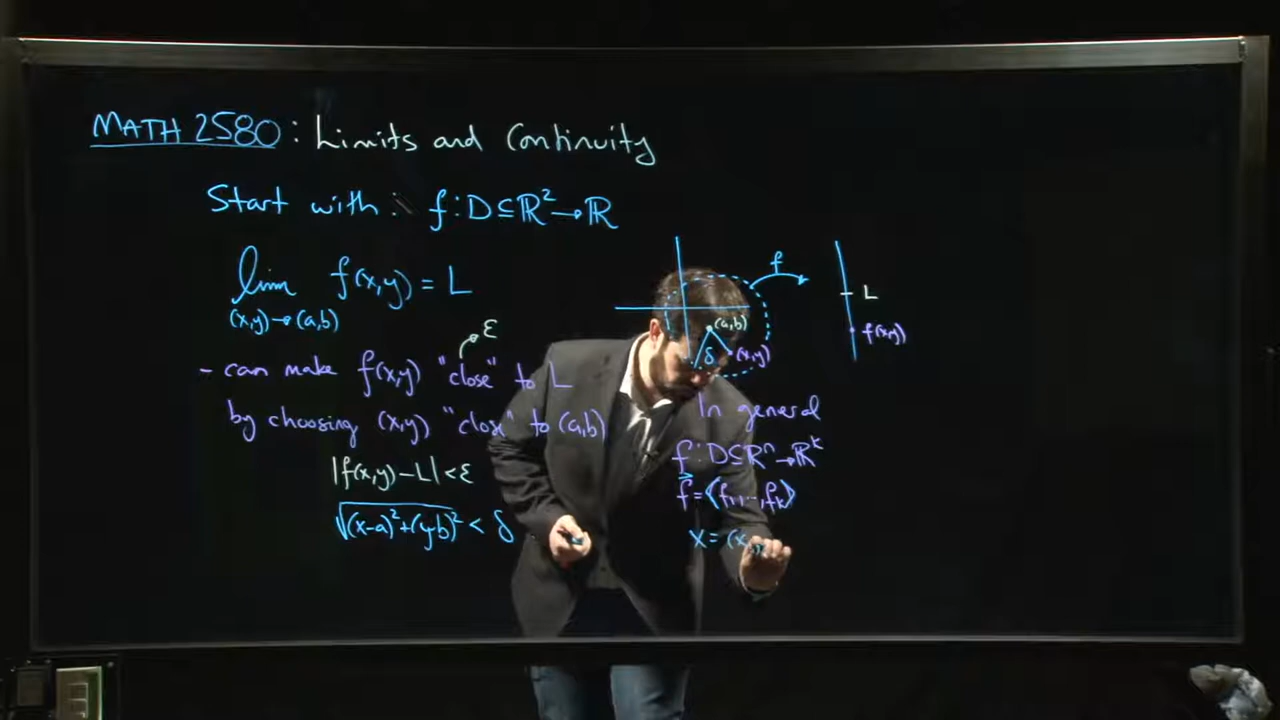 MATH 2580: Limits and Continuity
Start with: f: D ⊆ ℝ² → ℝ
lim f(x,y) = L
(x,y)→(a,b)
ε
- can make f(x,y) "close" to L
by choosing (x,y) "close" to (a,b)
|f(x,y) - L| < ε
√(x-a)²+(y-b)² < δ
f
L
(a,b)
f(x,y)
δ (x,y)
In general
f: D ⊆ ℝⁿ → ℝᵏ
f⃗ = ⟨f₁, ..., fₖ⟩
x = (x